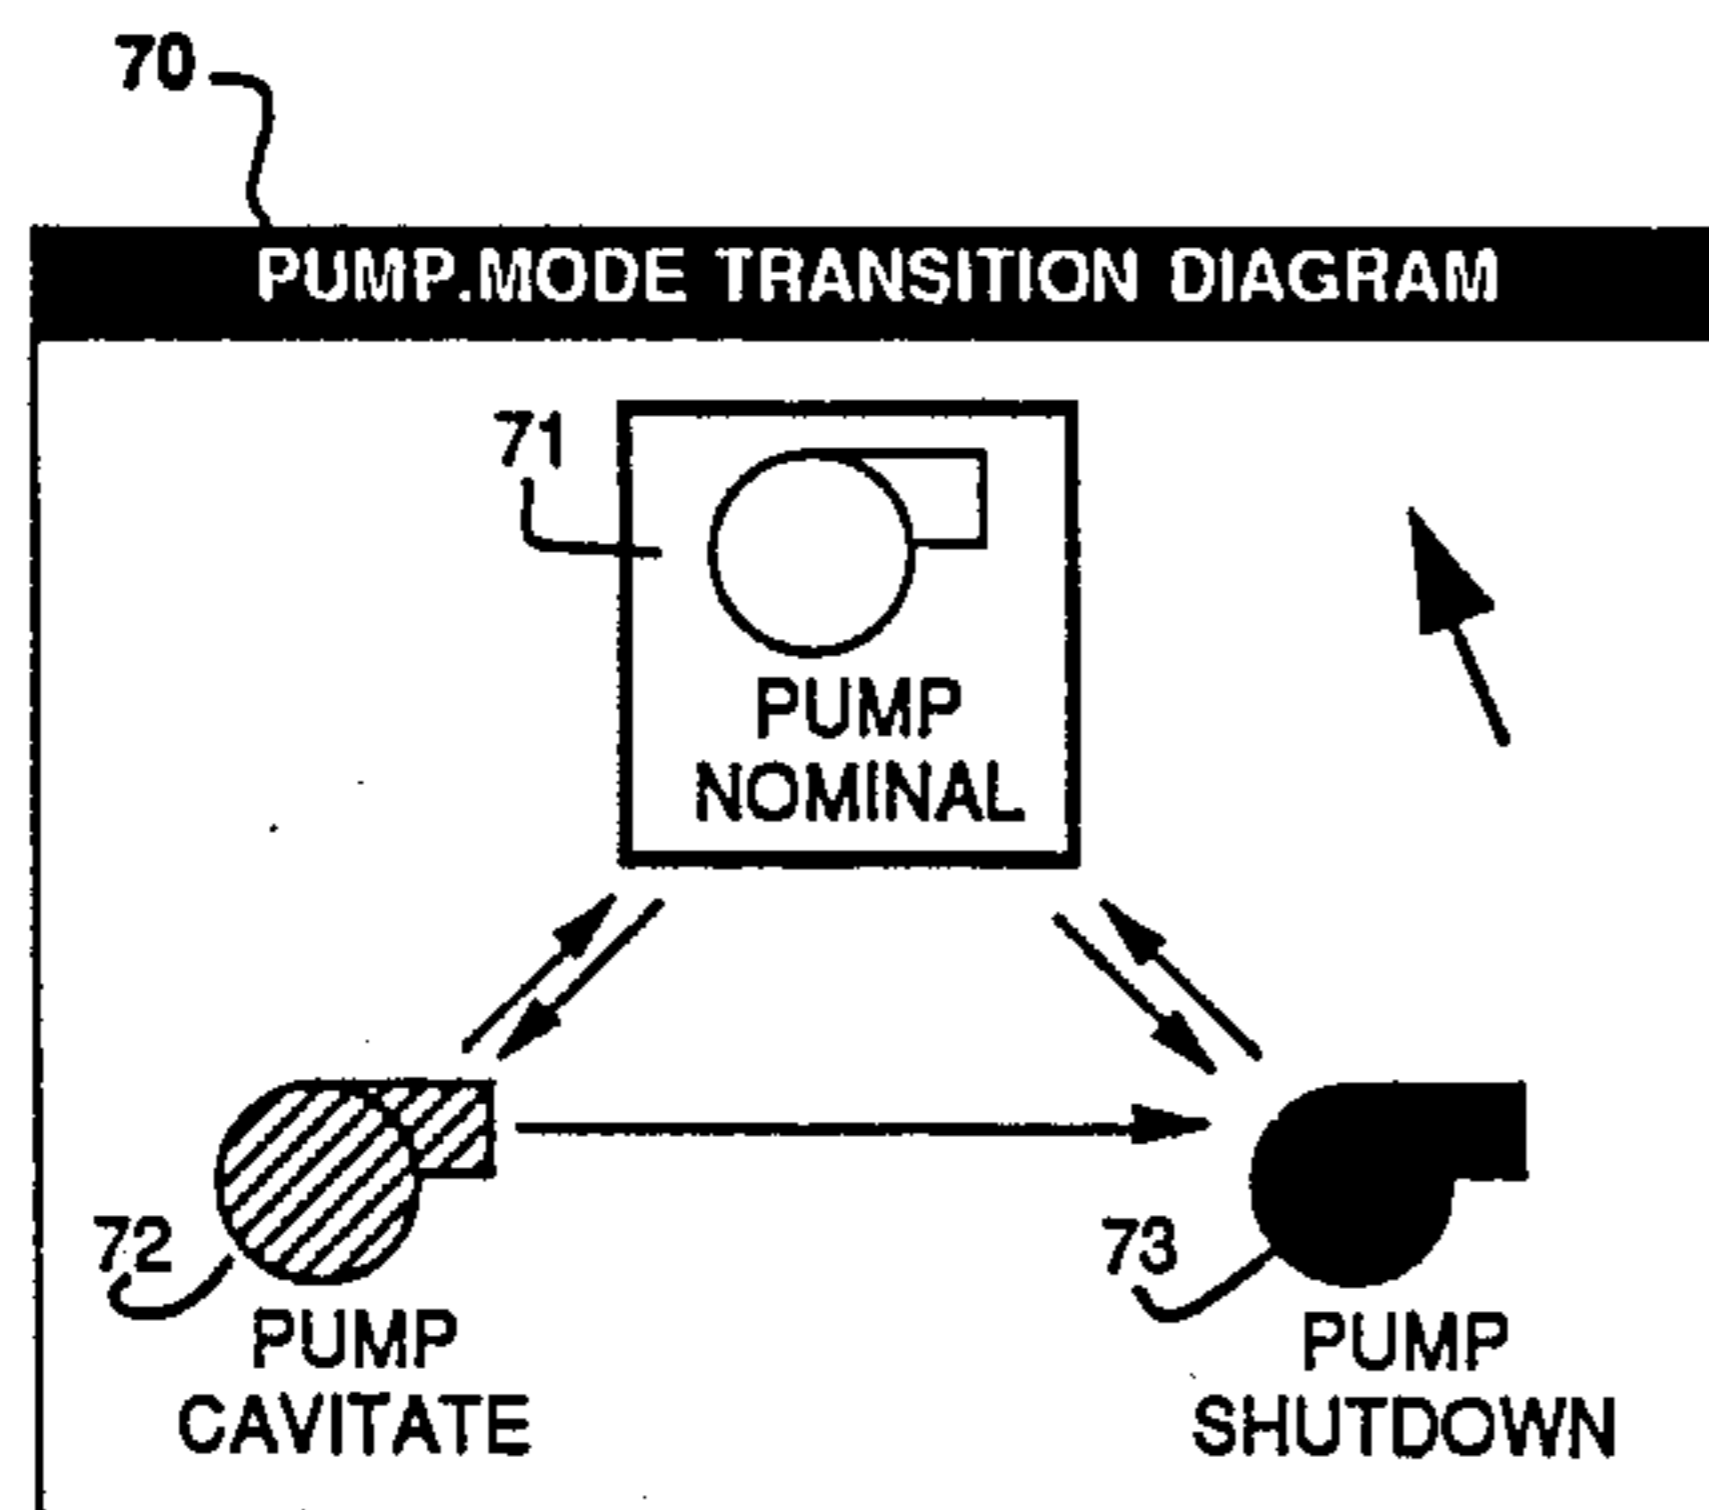 70
PUMP.MODE TRANSITION DIAGRAM
71
PUMP
NOMINAL
72
PUMP
CAVITATE
73
PUMP
SHUTDOWN